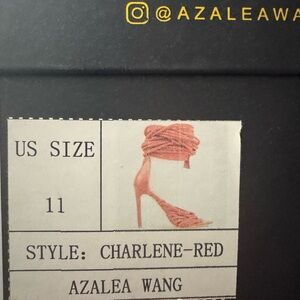 @AZALEAWA
US SIZE
11
STYLE: CHARLENE-RED
AZALEA WANG